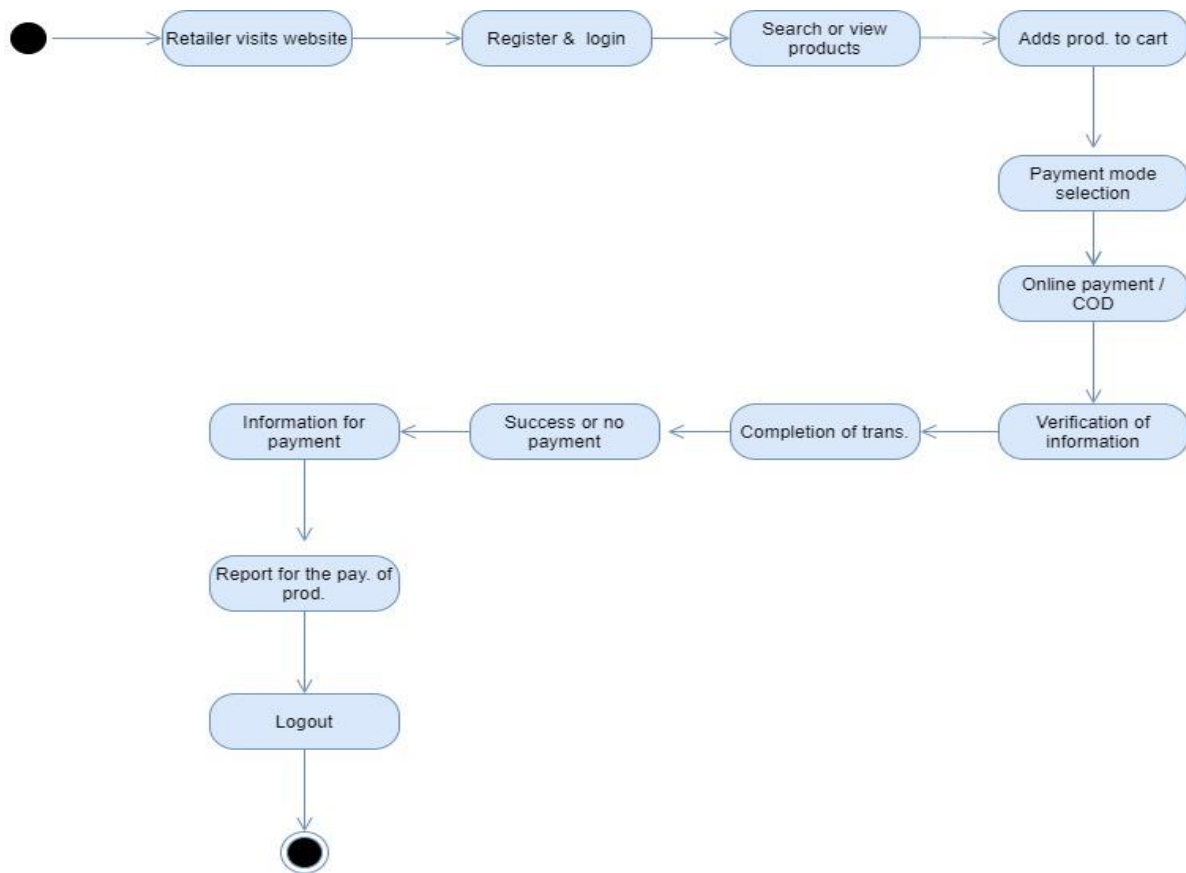 Retailer visits website
Register & login
Search or view
products
Adds prod. to cart
Payment mode
selection
Online payment /
COD
Verification of
information
Completion of trans.
Success or no
payment
Information for
payment
Report for the pay. of
prod.
Logout